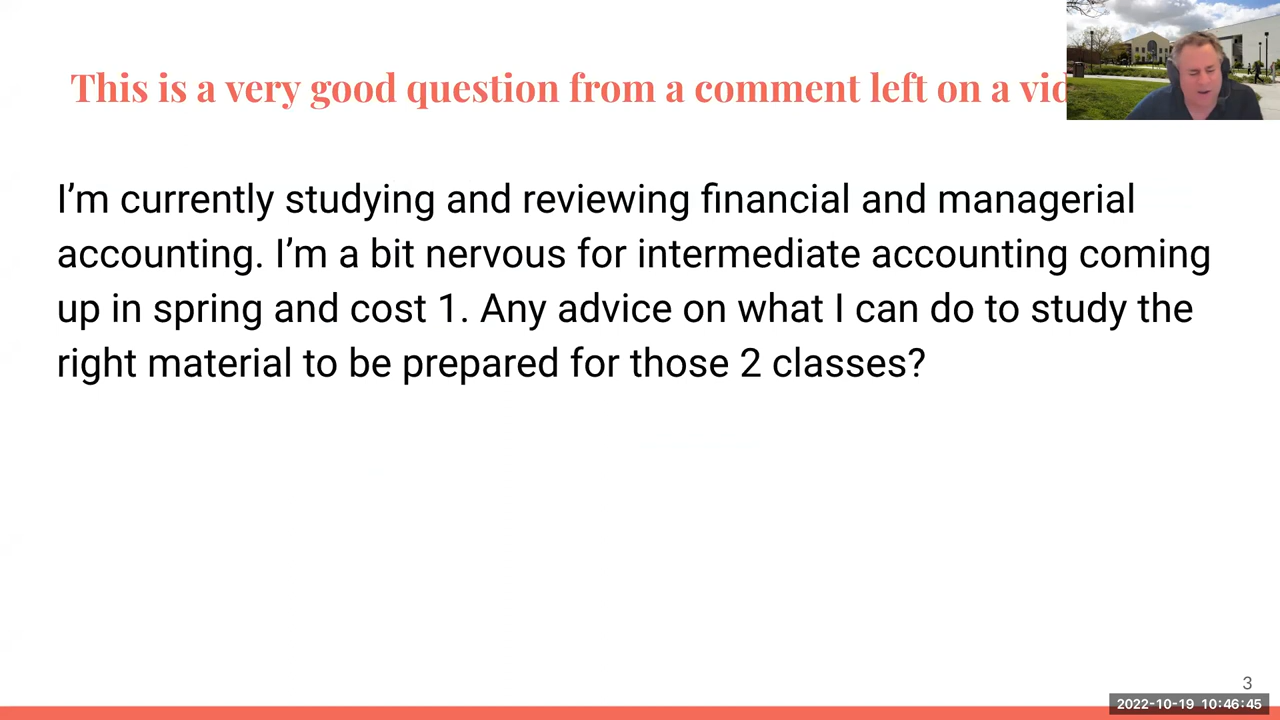 This is a very good question from a comment left on a
I’m currently studying and reviewing financial and managerial
accounting. I’m a bit nervous for intermediate accounting coming
up in spring and cost 1. Any advice on what I can do to study the
right material to be prepared for those 2 classes?
3
2022-10-19 10:46:45